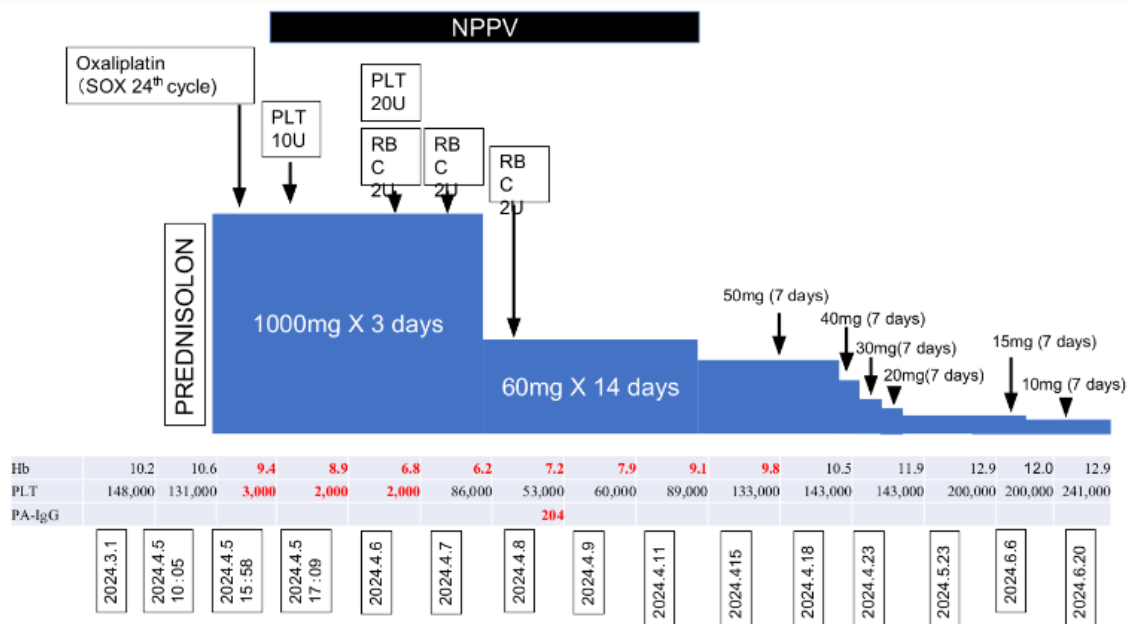 NPPV
Oxaliplatin
（SOX 24th cycle)
PLT
10U
PLT
20U
RB
C
2U
RB
C
2U
RB
C
2U
PREDNISOLON
1000mg X 3 days
60mg X 14 days
50mg (7 days)
40mg (7 days)
30mg(7 days)
20mg(7 days)
15mg (7 days)
10mg (7 days)
Hb 10.2 10.6 9.4 8.9 6.8 6.2 7.2 7.9 9.1 9.8 10.5 11.9 12.9 12.0 12.9
PLT 148,000 131,000 3,000 2,000 2,000 86,000 53,000 60,000 89,000 133,000 143,000 143,000 200,000 200,000 241,000
PA-IgG 204
2024.3.1
2024.4.5
10:05
2024.4.5
15:58
2024.4.5
17:09
2024.4.6
2024.4.7
2024.4.8
2024.4.9
2024.4.11
2024.415
2024.4.18
2024.4.23
2024.5.23
2024.6.6
2024.6.20